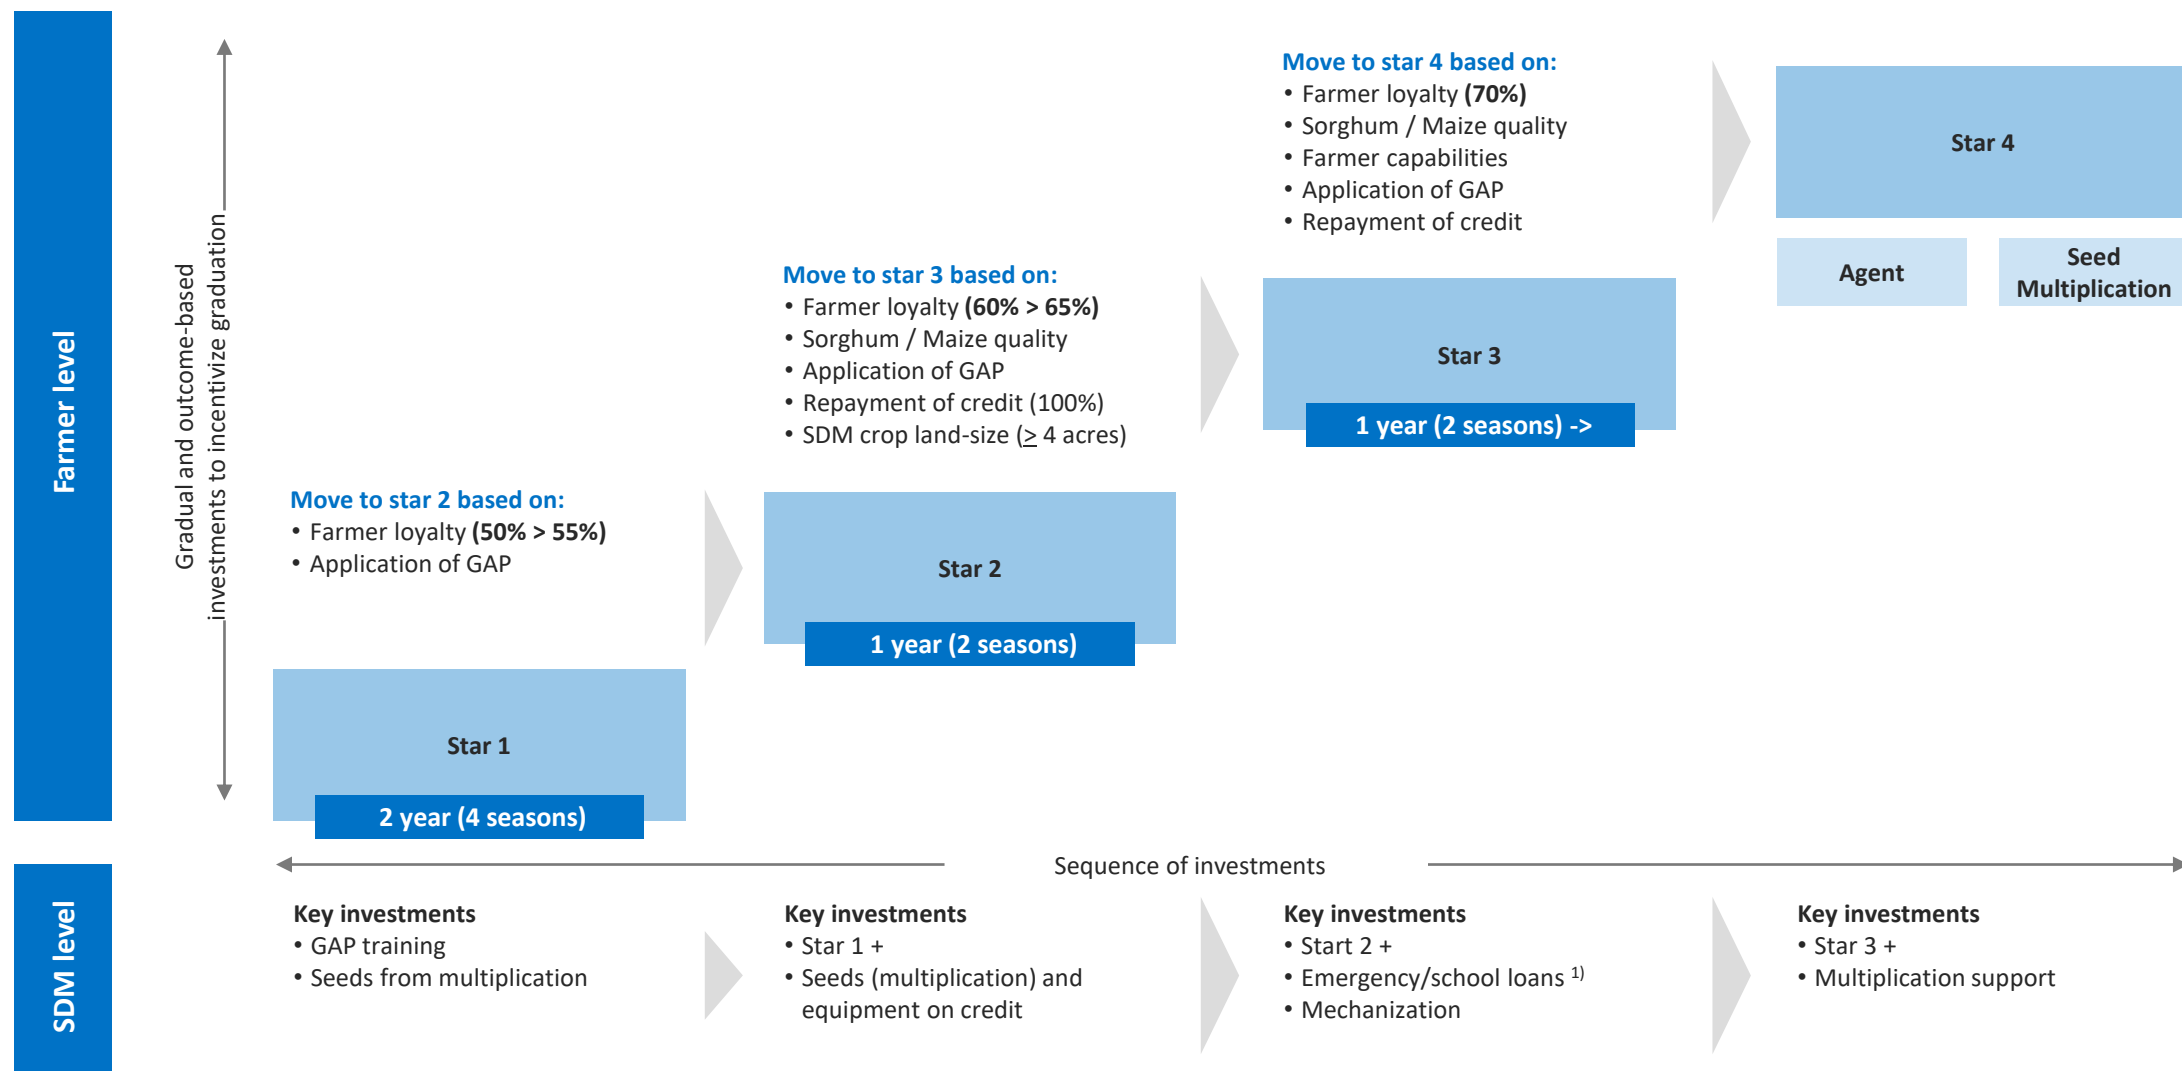 Farmer level
Gradual and outcome-based
investments to incentivize graduation
Move to star 4 based on:
• Farmer loyalty (70%)
• Sorghum / Maize quality
• Farmer capabilities
• Application of GAP
• Repayment of credit
Star 4
Agent
Seed
Multiplication
Move to star 3 based on:
• Farmer loyalty (60% > 65%)
• Sorghum / Maize quality
• Application of GAP
• Repayment of credit (100%)
• SDM crop land-size (≥ 4 acres)
Star 3
1 year (2 seasons) ->
Move to star 2 based on:
• Farmer loyalty (50% > 55%)
• Application of GAP
Star 2
1 year (2 seasons)
Star 1
2 year (4 seasons)
Sequence of investments
SDM level
Key investments
• GAP training
• Seeds from multiplication
Key investments
• Star 1 +
• Seeds (multiplication) and
equipment on credit
Key investments
• Start 2 +
• Emergency/school loans 1)
• Mechanization
Key investments
• Star 3 +
• Multiplication support